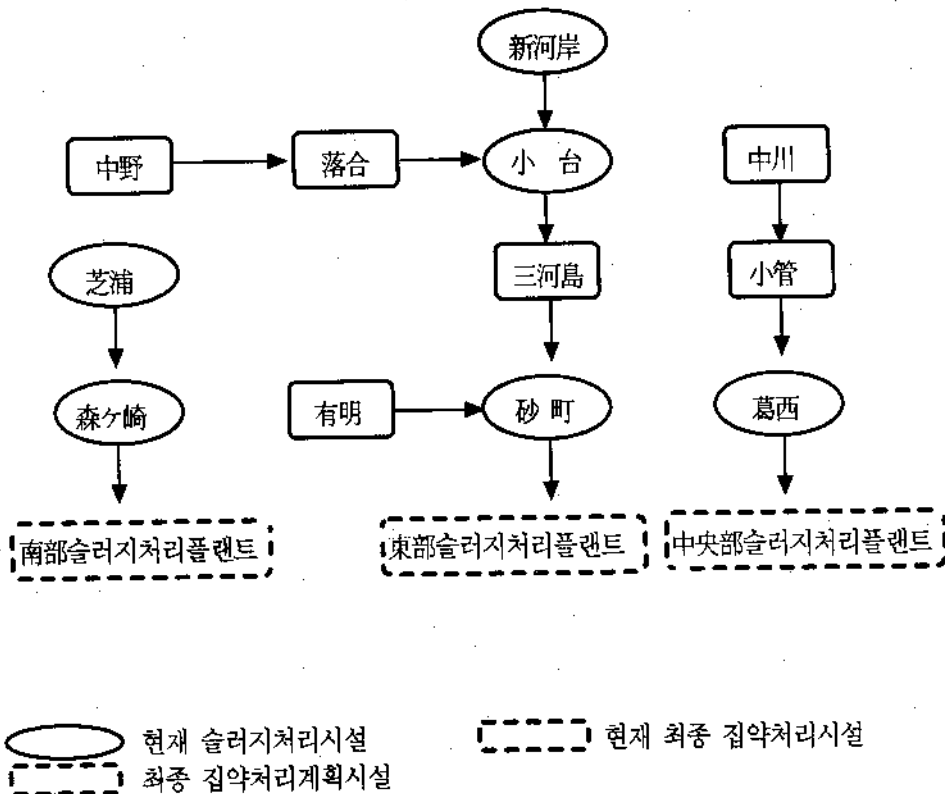 新河岸
中野
落合
小 台
中川
芝浦
三河島
小管
森ケ崎
有明
砂町
葛西
南部슬러지처리플랜트
東部슬러지처리플랜트
中央部슬러지처리플랜트
현재 슬러지처리시설
현재 최종 집약처리시설
최종 집약처리계획시설